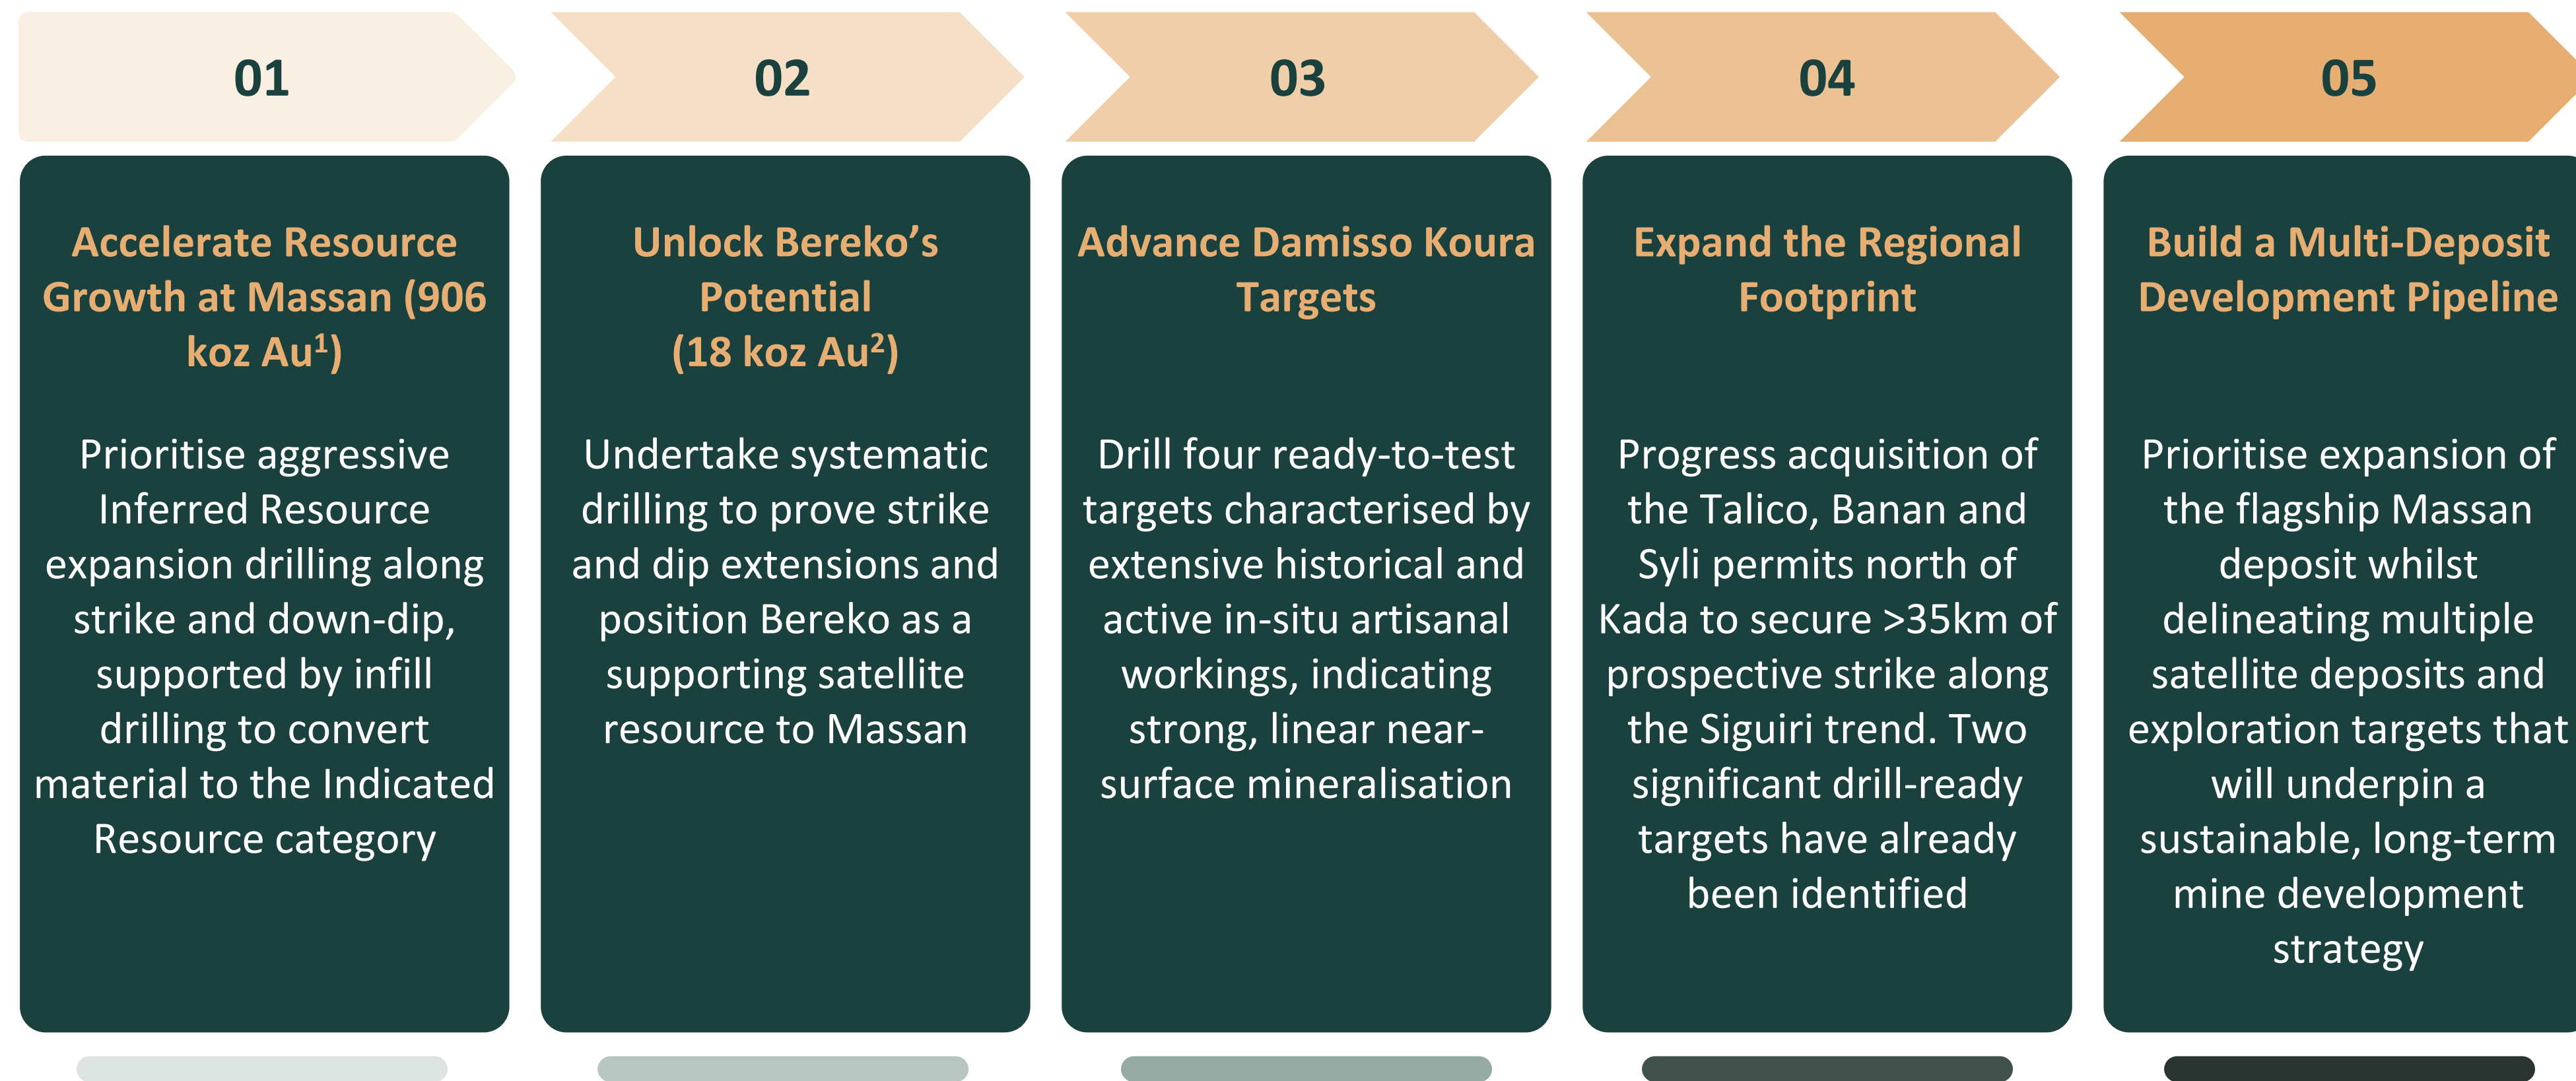 01
Accelerate Resource
Growth at Massan (906
koz Au¹)
Prioritise aggressive
Inferred Resource
expansion drilling along
strike and down-dip,
supported by infill
drilling to convert
material to the Indicated
Resource category
02
Unlock Bereko’s
Potential
(18 koz Au²)
Undertake systematic
drilling to prove strike
and dip extensions and
position Bereko as a
supporting satellite
resource to Massan
03
Advance Damisso Koura
Targets
Drill four ready-to-test
targets characterised by
extensive historical and
active in-situ artisanal
workings, indicating
strong, linear near-
surface mineralisation
04
Expand the Regional
Footprint
Progress acquisition of
the Talico, Banan and
Syli permits north of
Kada to secure >35km of
prospective strike along
the Siguiri trend. Two
significant drill-ready
targets have already
been identified
05
Build a Multi-Deposit
Development Pipeline
Prioritise expansion of
the flagship Massan
deposit whilst
delineating multiple
satellite deposits and
exploration targets that
will underpin a
sustainable, long-term
mine development
strategy